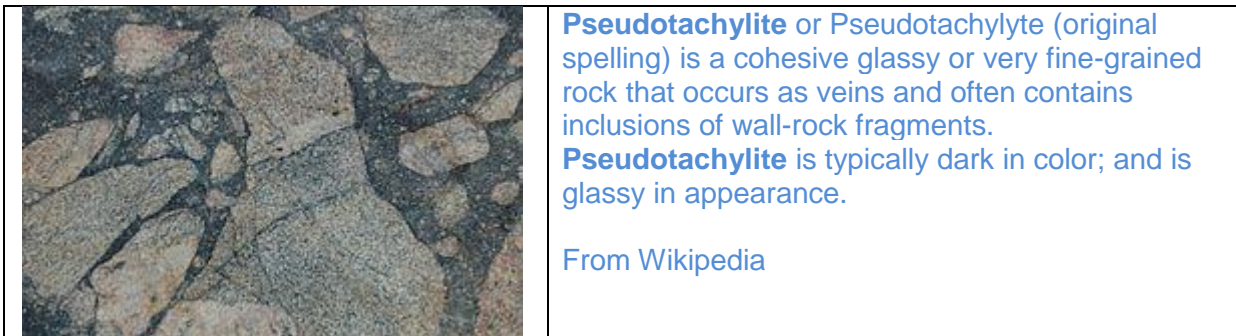 Pseudotachylite or Pseudotachylyte (original
spelling) is a cohesive glassy or very fine-grained
rock that occurs as veins and often contains
inclusions of wall-rock fragments.
Pseudotachylite is typically dark in color; and is
glassy in appearance.
From Wikipedia